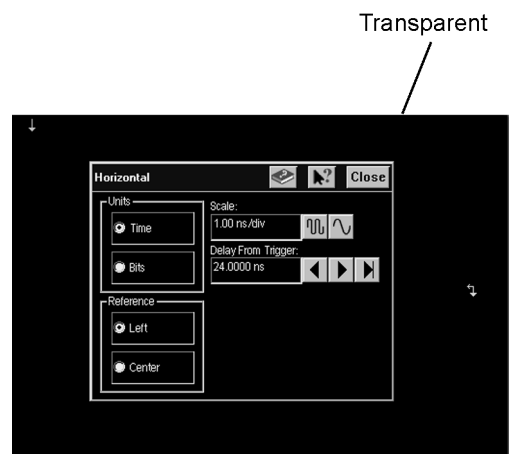 Transparent
Horizontal
?
Close
Units
Time
Bits
Scale:
1.00 ns/div
Delay From Trigger:
24.0000 ns
Reference
Left
Center